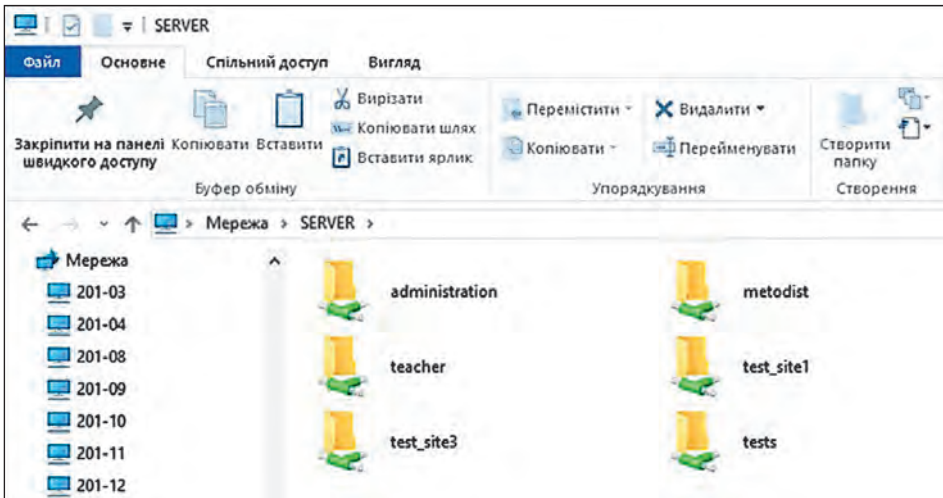 SERVER
Файл Основне Спільний доступ Вигляд
Закріпити на панелі швидкого доступу
Копіювати
Вставити
Вирізати
Копіювати шлях
Вставити ярлик
Буфер обміну
Перемістити
Копіювати
Видалити
Перейменувати
Упорядкування
Створити папку
Створення
Мережа > SERVER >
Мережа
201-03
201-04
201-08
201-09
201-10
201-11
201-12
administration
metodist
teacher
test_site1
test_site3
tests